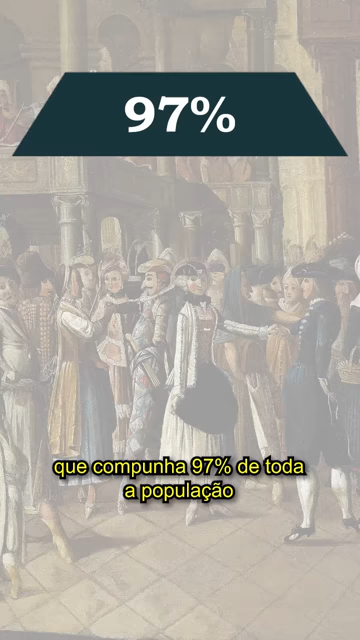 97%
que compunha 97% de toda
a população